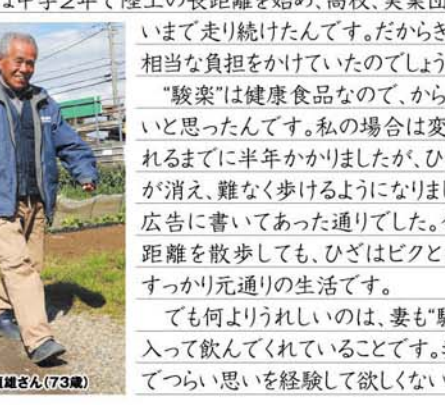 中学2年で陸上の長距離を始め、高校、実業団
いまで走り続けたんです。だからさ
相当な負担をかけていたのでしょう
“駿楽”は健康食品なので、から
いと思ったんです。私の場合は変
れるまでに半年かかりましたが、ひ
が消え、難なく歩けるようになりまし
広告に書いてあった通りでした。
距離を散歩しても、ひざはビクと
すっかり元通りの生活です。
でも何よりうれしいのは、妻も“駿
入って飲んでくれていることです。
でつらい思いを経験して欲しくない
雄さん(73歳)